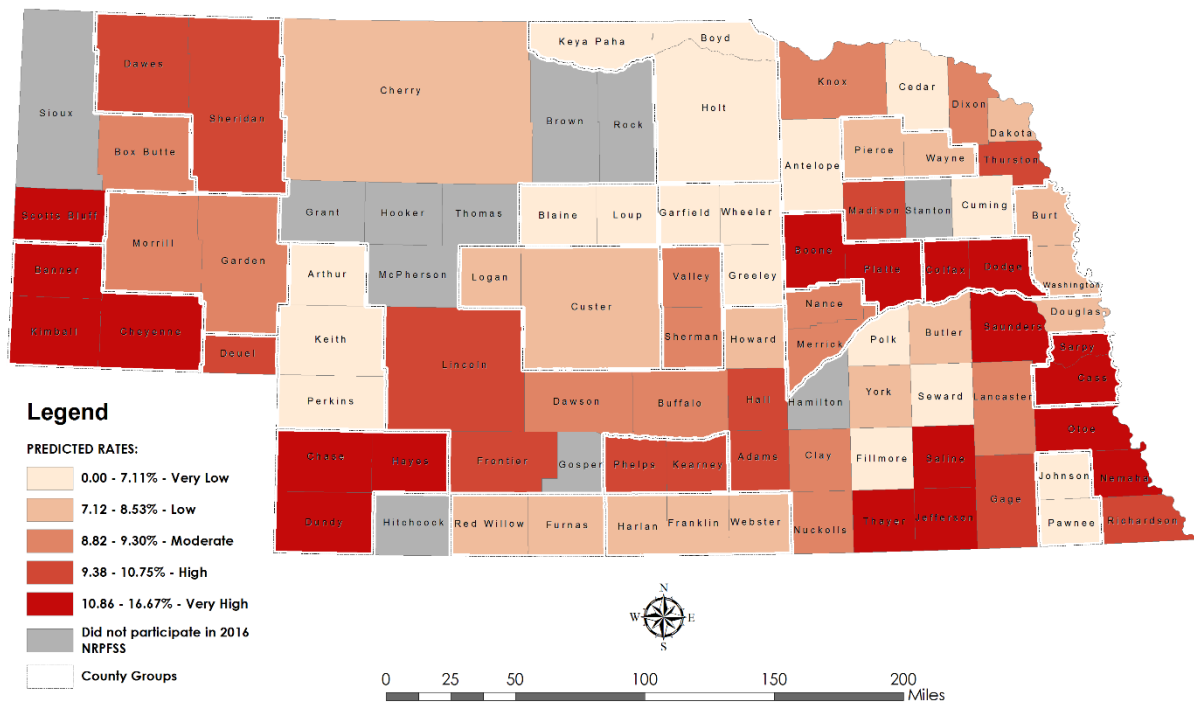 Keya Paha
Boyd
Dawes
Cherry
Knox
Cedar
Dixon
Sioux
Sheridan
Brown
Rock
Holt
Dakota
Box Butte
Antelope
Pierce
Wayne
Thurston
Scotts Bluff
Grant
Hooker
Thomas
Blaine
Loup
Garfield
Wheeler
Madison
Stanton
Cuming
Burt
Morrill
Garden
Banner
Arthur
McPherson
Logan
Custer
Valley
Greeley
Boone
Platte
Colfax
Dodge
Washington
Kimball
Cheyenne
Deuel
Keith
Lincoln
Sherman
Howard
Nance
Merrick
Polk
Butler
Saunders
Douglas
Sarpy
Cass
Perkins
Dawson
Buffalo
Hall
Hamilton
York
Seward
Lancaster
Otoe
Chase
Hayes
Frontier
Gosper
Phelps
Kearney
Adams
Clay
Fillmore
Saline
Gage
Johnson
Nemaha
Dundy
Hitchcock
Red Willow
Furnas
Harlan
Franklin
Webster
Nuckolls
Thayer
Jefferson
Pawnee
Richardson
Legend
PREDICTED RATES:
0.00 - 7.11% - Very Low
7.12 - 8.53% - Low
8.82 - 9.30% - Moderate
9.38 - 10.75% - High
10.86 - 16.67% - Very High
Did not participate in 2016
NRPFSS
County Groups
N
W E
S
0 25 50 100 150 200
Miles